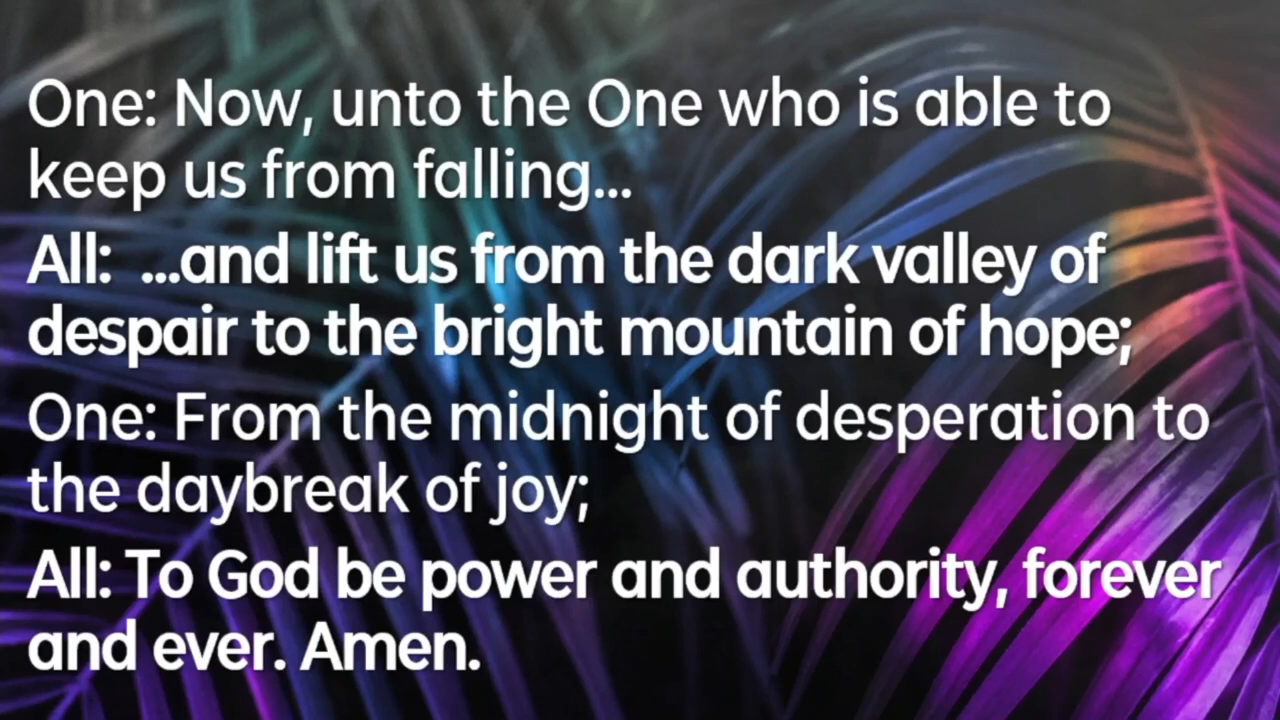 One: Now, unto the One who is able to
keep us from falling...
All:  ...and lift us from the dark valley of
despair to the bright mountain of hope;
One: From the midnight of desperation to
the daybreak of joy;
All: To God be power and authority, forever
and ever. Amen.